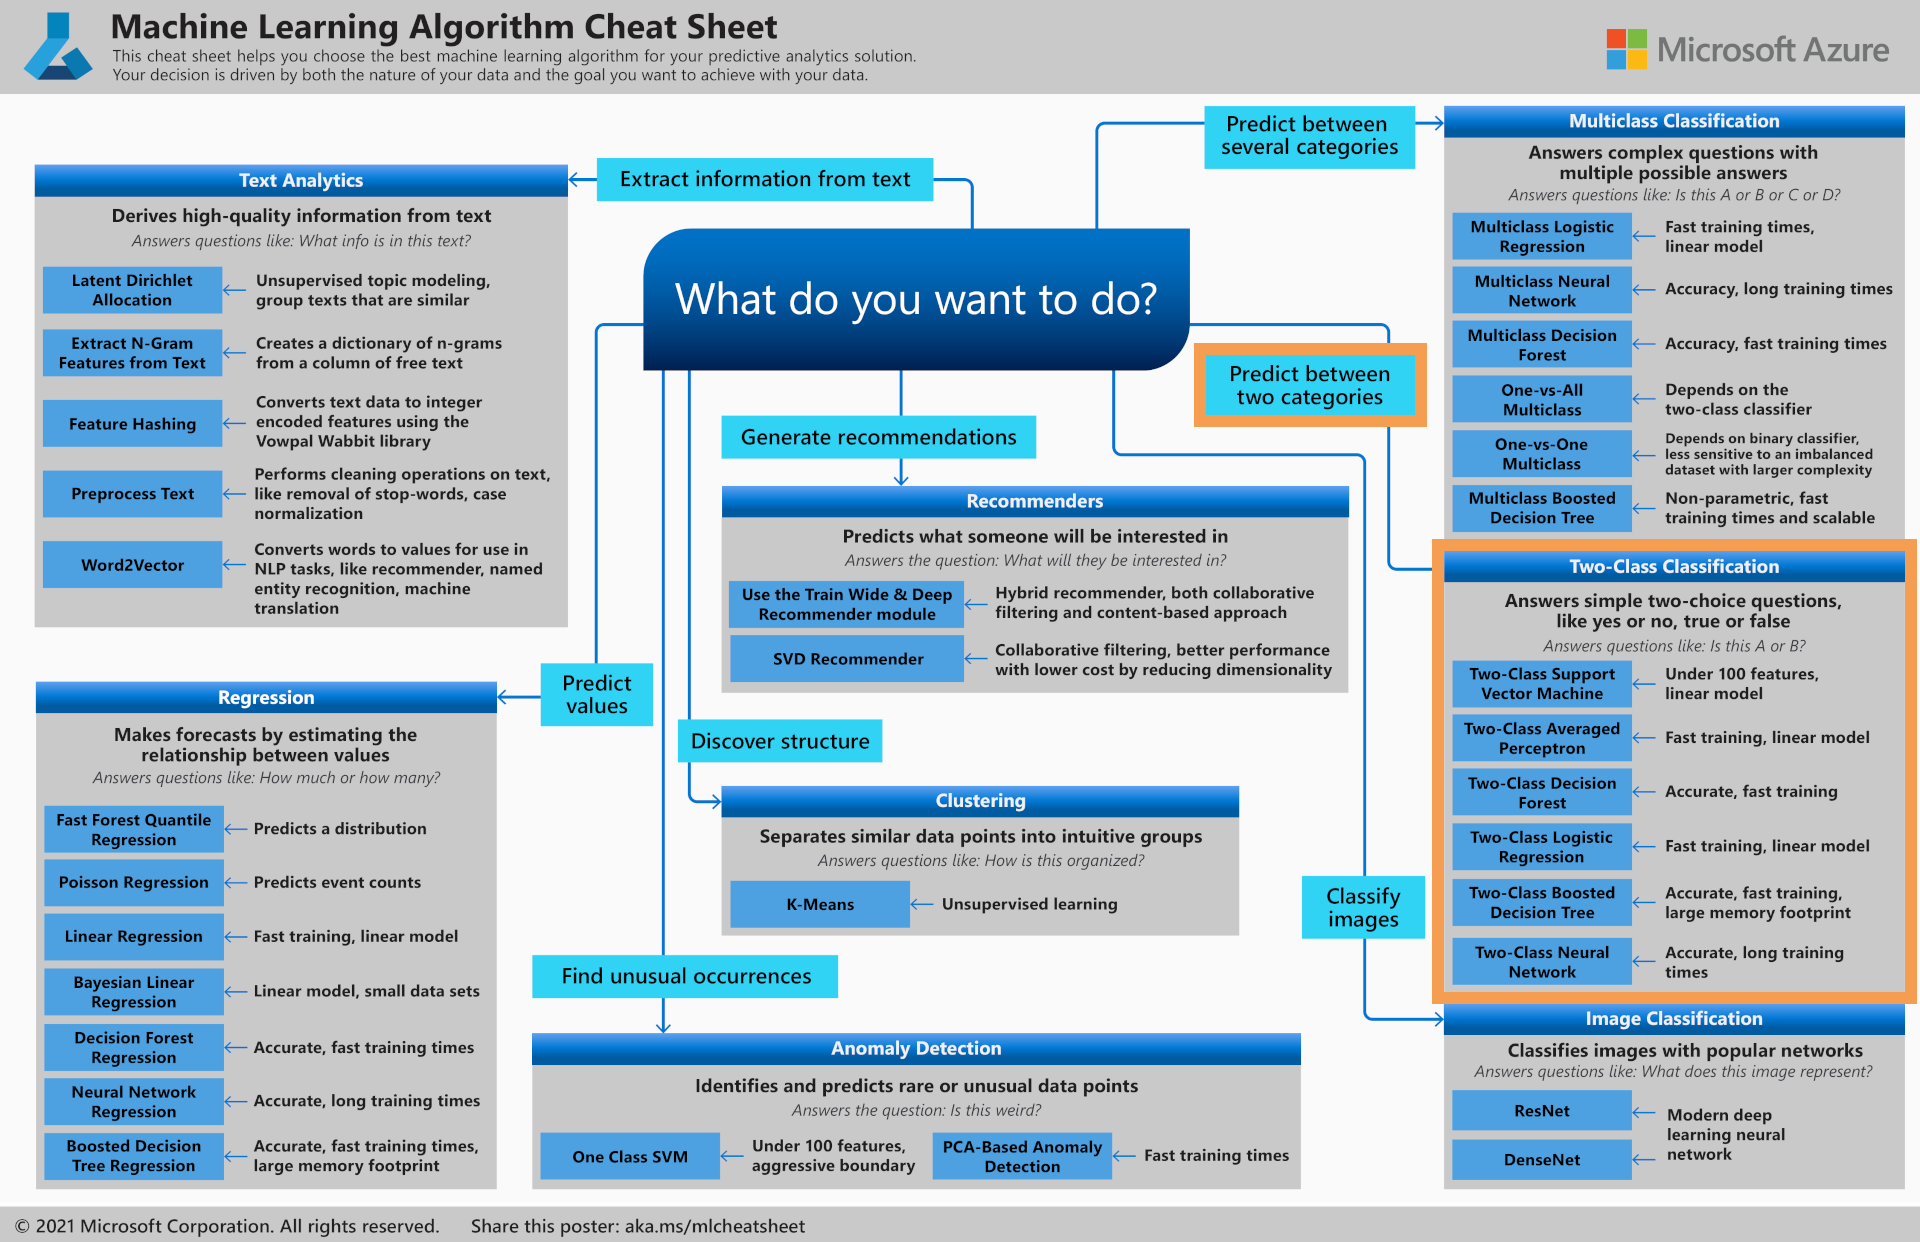 Machine Learning Algorithm Cheat Sheet
This cheat sheet helps you choose the best machine learning algorithm for your predictive analytics solution.
Your decision is driven by both the nature of your data and the goal you want to achieve with your data.
Microsoft Azure
What do you want to do?
Extract information from text
Text Analytics
Derives high-quality information from text
Answers questions like: What info is in this text?
Latent Dirichlet
Allocation
Unsupervised topic modeling,
group texts that are similar
Extract N-Gram
Features from Text
Creates a dictionary of n-grams
from a column of free text
Feature Hashing
Converts text data to integer
encoded features using the
Vowpal Wabbit library
Preprocess Text
Performs cleaning operations on text,
like removal of stop-words, case
normalization
Word2Vector
Converts words to values for use in
NLP tasks, like recommender, named
entity recognition, machine
translation
Predict
values
Regression
Makes forecasts by estimating the
relationship between values
Answers questions like: How much or how many?
Fast Forest Quantile
Regression
Predicts a distribution
Poisson Regression
Predicts event counts
Linear Regression
Fast training, linear model
Bayesian Linear
Regression
Linear model, small data sets
Decision Forest
Regression
Accurate, fast training times
Neural Network
Regression
Accurate, long training times
Boosted Decision
Tree Regression
Accurate, fast training times,
large memory footprint
Generate recommendations
Recommenders
Predicts what someone will be interested in
Answers the question: What will they be interested in?
Use the Train Wide & Deep
Recommender module
Hybrid recommender, both collaborative
filtering and content-based approach
SVD Recommender
Collaborative filtering, better performance
with lower cost by reducing dimensionality
Discover structure
Clustering
Separates similar data points into intuitive groups
Answers questions like: How is this organized?
K-Means
Unsupervised learning
Find unusual occurrences
Anomaly Detection
Identifies and predicts rare or unusual data points
Answers the question: Is this weird?
One Class SVM
Under 100 features,
aggressive boundary
PCA-Based Anomaly
Detection
Fast training times
Predict between
several categories
Multiclass Classification
Answers complex questions with
multiple possible answers
Answers questions like: Is this A or B or C or D?
Multiclass Logistic
Regression
Fast training times,
linear model
Multiclass Neural
Network
Accuracy, long training times
Multiclass Decision
Forest
Accuracy, fast training times
One-vs-All
Multiclass
Depends on the
two-class classifier
One-vs-One
Multiclass
Depends on binary classifier,
less sensitive to an imbalanced
dataset with larger complexity
Multiclass Boosted
Decision Tree
Non-parametric, fast
training times and scalable
Predict between
two categories
Two-Class Classification
Answers simple two-choice questions,
like yes or no, true or false
Answers questions like: Is this A or B?
Two-Class Support
Vector Machine
Under 100 features,
linear model
Two-Class Averaged
Perceptron
Fast training, linear model
Two-Class Decision
Forest
Accurate, fast training
Two-Class Logistic
Regression
Fast training, linear model
Two-Class Boosted
Decision Tree
Accurate, fast training,
large memory footprint
Two-Class Neural
Network
Accurate, long training
times
Classify
images
Image Classification
Classifies images with popular networks
Answers questions like: What does this image represent?
ResNet
DenseNet
Modern deep
learning neural
network
© 2021 Microsoft Corporation. All rights reserved.
Share this poster: aka.ms/mlcheatsheet